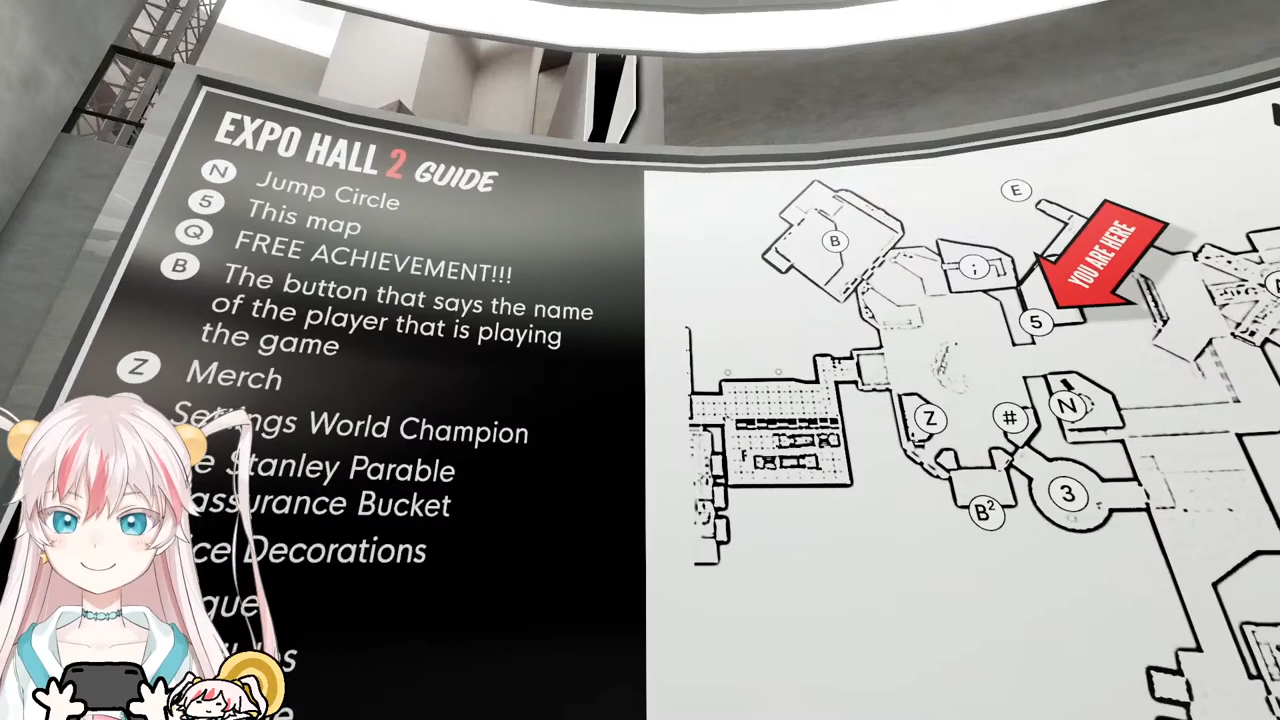 EXPO HALL 2 GUIDE
N Jump Circle
5 This map
Q FREE ACHIEVEMENT!!!
B The button that says the name
of the player that is playing
the game
Z Merch
World Champion
Stanley Parable
Bucket
Decorations
E
B
;
YOU ARE HERE
5
Z
#
N
3
B²